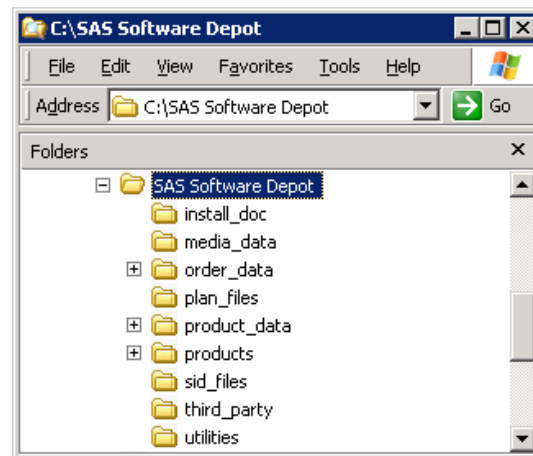 C:\SAS Software Depot
File Edit View Favorites Tools Help
Address C:\SAS Software Depot Go
Folders
SAS Software Depot
install_doc
media_data
order_data
plan_files
product_data
products
sid_files
third_party
utilities